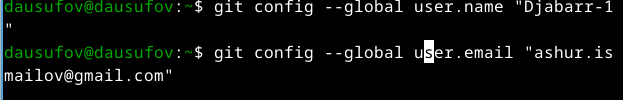 dausufov@dausufov:~$ git config --global user.name "Djabarr-1
"
dausufov@dausufov:~$ git config --global user.email "ashur.is
mailov@gmail.com"